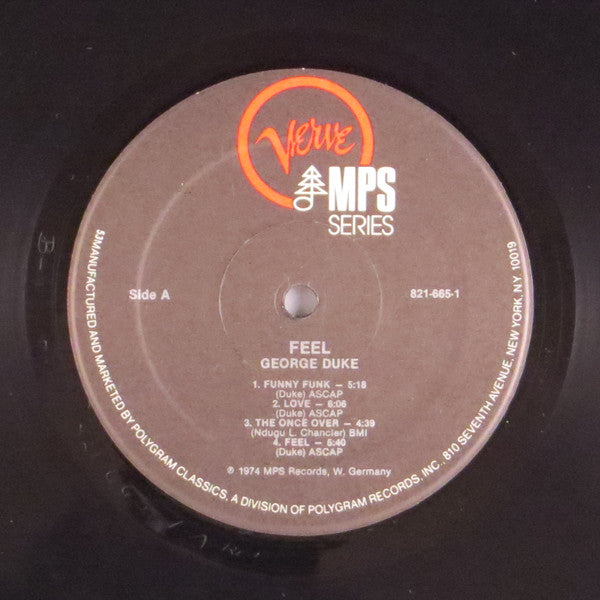 Verve
MPS
SERIES
Side A
821-665-1
FEEL
GEORGE DUKE
1. FUNNY FUNK — 5:18
(Duke) ASCAP
2. LOVE — 6:06
(Duke) ASCAP
3. THE ONCE OVER — 4:39
(Ndugu L. Chancler) BMI
4. FEEL — 5:40
(Duke) ASCAP
℗ 1974 MPS Records, W. Germany
53MANUFACTURED AND MARKETED BY POLYGRAM CLASSICS, A DIVISION OF POLYGRAM RECORDS, INC., 810 SEVENTH AVENUE, NEW YORK, N.Y. 10019